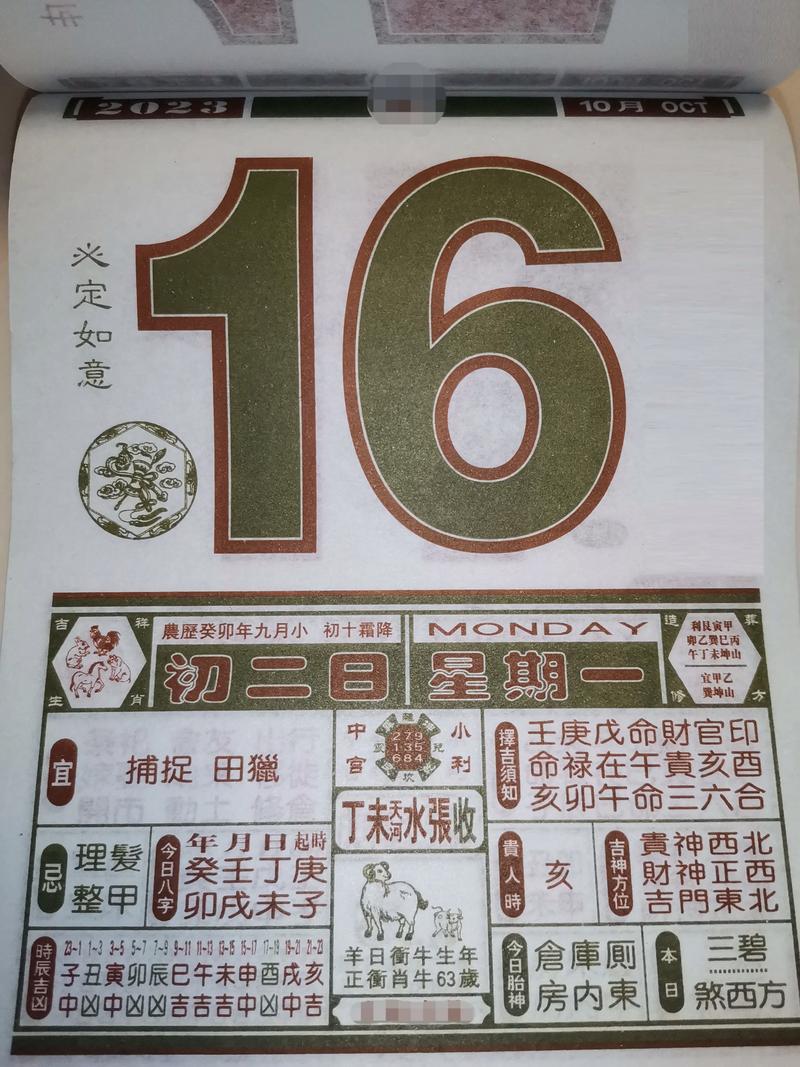 2023
10月 OCT
16
必定如意
吉祥
生肖
農歷癸卯年九月小 初十霜降
MONDAY
初二日
星期一
造葬
修方
利艮寅甲
卯乙巽巳丙
午丁未坤山
宜甲乙
巽坤山
宜
捕捉 田獵
中宮
小利
離
兌
坎
279
135
684
擇吉須知
壬庚戊命財官印
命禄在午貴亥酉
亥卯午命三六合
丁未天河水張收
忌
理髮
整甲
今日八字
年月日起時
癸壬丁庚
卯戌未子
貴人時
亥
吉神方位
貴神西北
財神正西
吉門東北
時辰吉凶
23~1 1~3 3~5 5~7 7~9 9~11 11~13 13~15 15~17 17~19 19~21 21~23
子丑寅卯辰巳午未申酉戌亥
中凶中凶凶吉吉吉吉凶中吉
羊日衝牛生年
正衝肖牛63歲
今日胎神
倉庫厠
房內東
本日
三碧
煞西方